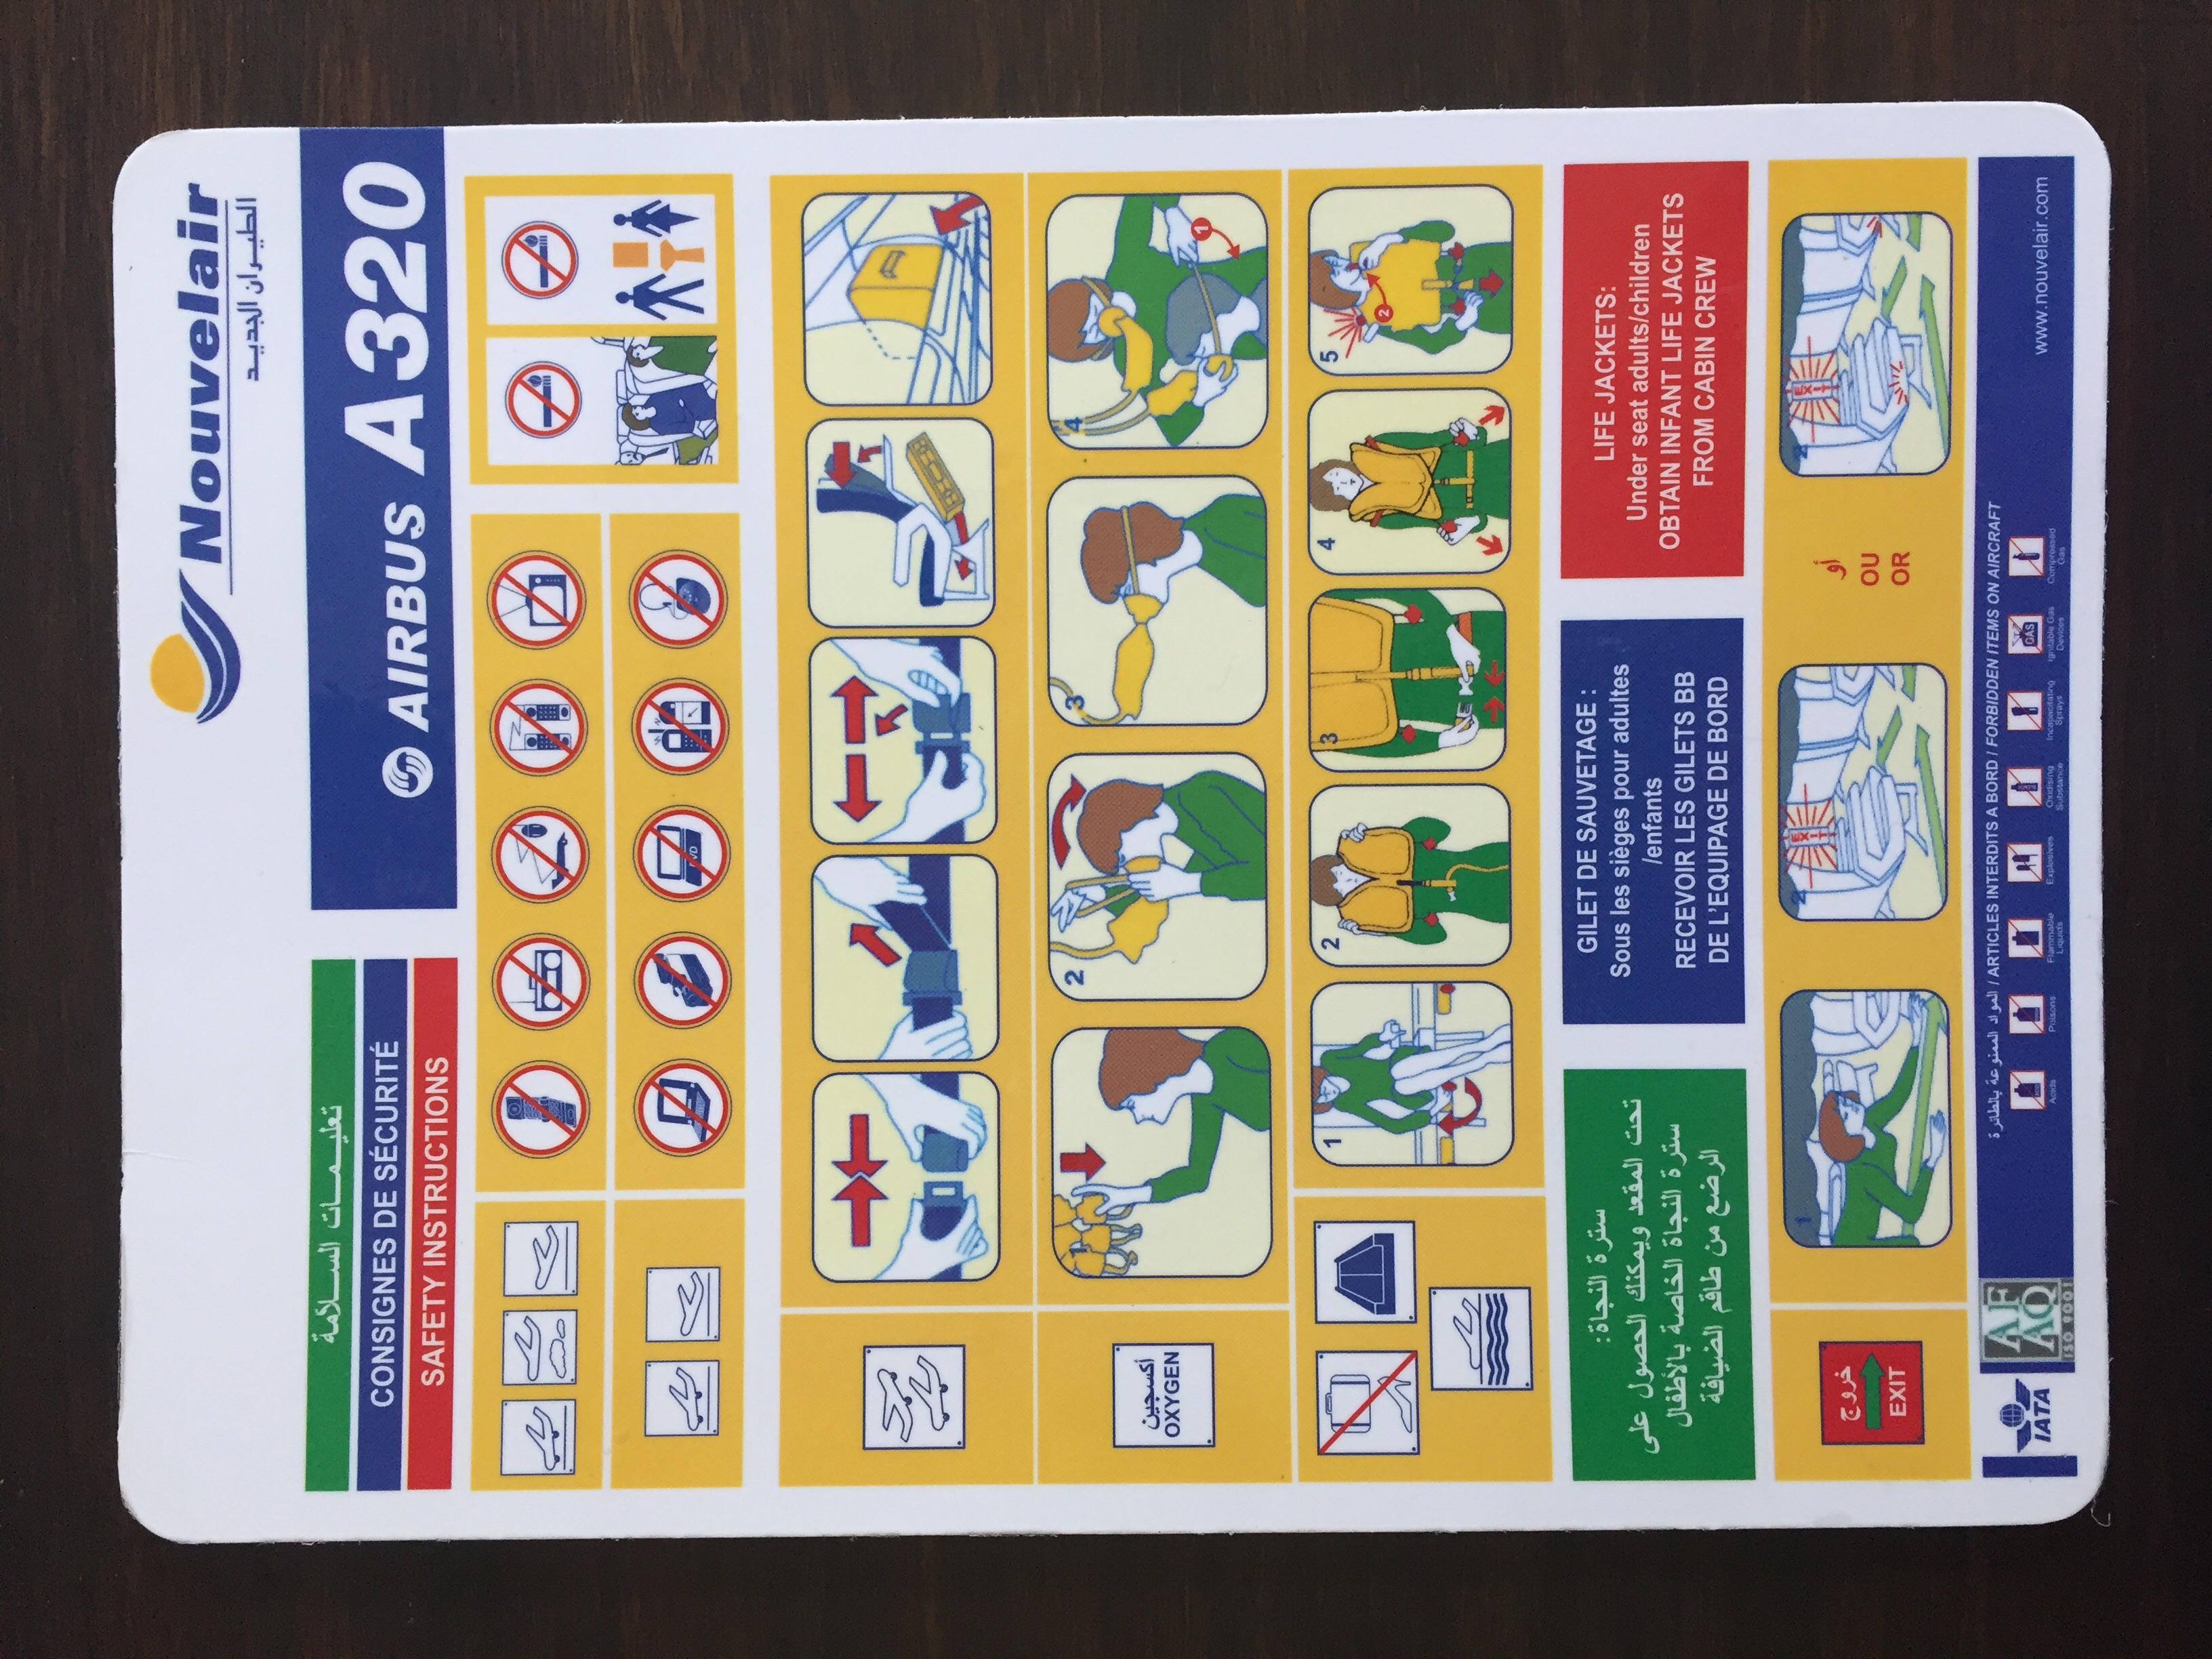 Nouvelair
الطيران الجديد
تعليمات السلامة
CONSIGNES DE SÉCURITÉ
SAFETY INSTRUCTIONS
AIRBUS A320
DVD
أكسجين
OXYGEN
1
2
3
4
1
1
2
3
4
5
2
سترة النجاة:
تحت المقعد ويمكنك الحصول على
سترة النجاة الخاصة بالأطفال
الرضع من طاقم الضيافة
GILET DE SAUVETAGE :
Sous les sièges pour adultes
/enfants
RECEVOIR LES GILETS BB
DE L'EQUIPAGE DE BORD
LIFE JACKETS:
Under seat adults/children
OBTAIN INFANT LIFE JACKETS
FROM CABIN CREW
خروج
EXIT
1
2
EXIT
أو
OU
OR
2
EXIT
IATA
AF
AQ
ISO 9001
المواد الممنوعة بالطائرة / ARTICLES INTERDITS A BORD / FORBIDDEN ITEMS ON AIRCRAFT
GAS
Acids
Poisons
Flammable
Liquids
Explosives
Oxidising
Substance
Incapacitating
Sprays
Ignitable Gas
Devices
Compressed
Gas
www.nouvelair.com